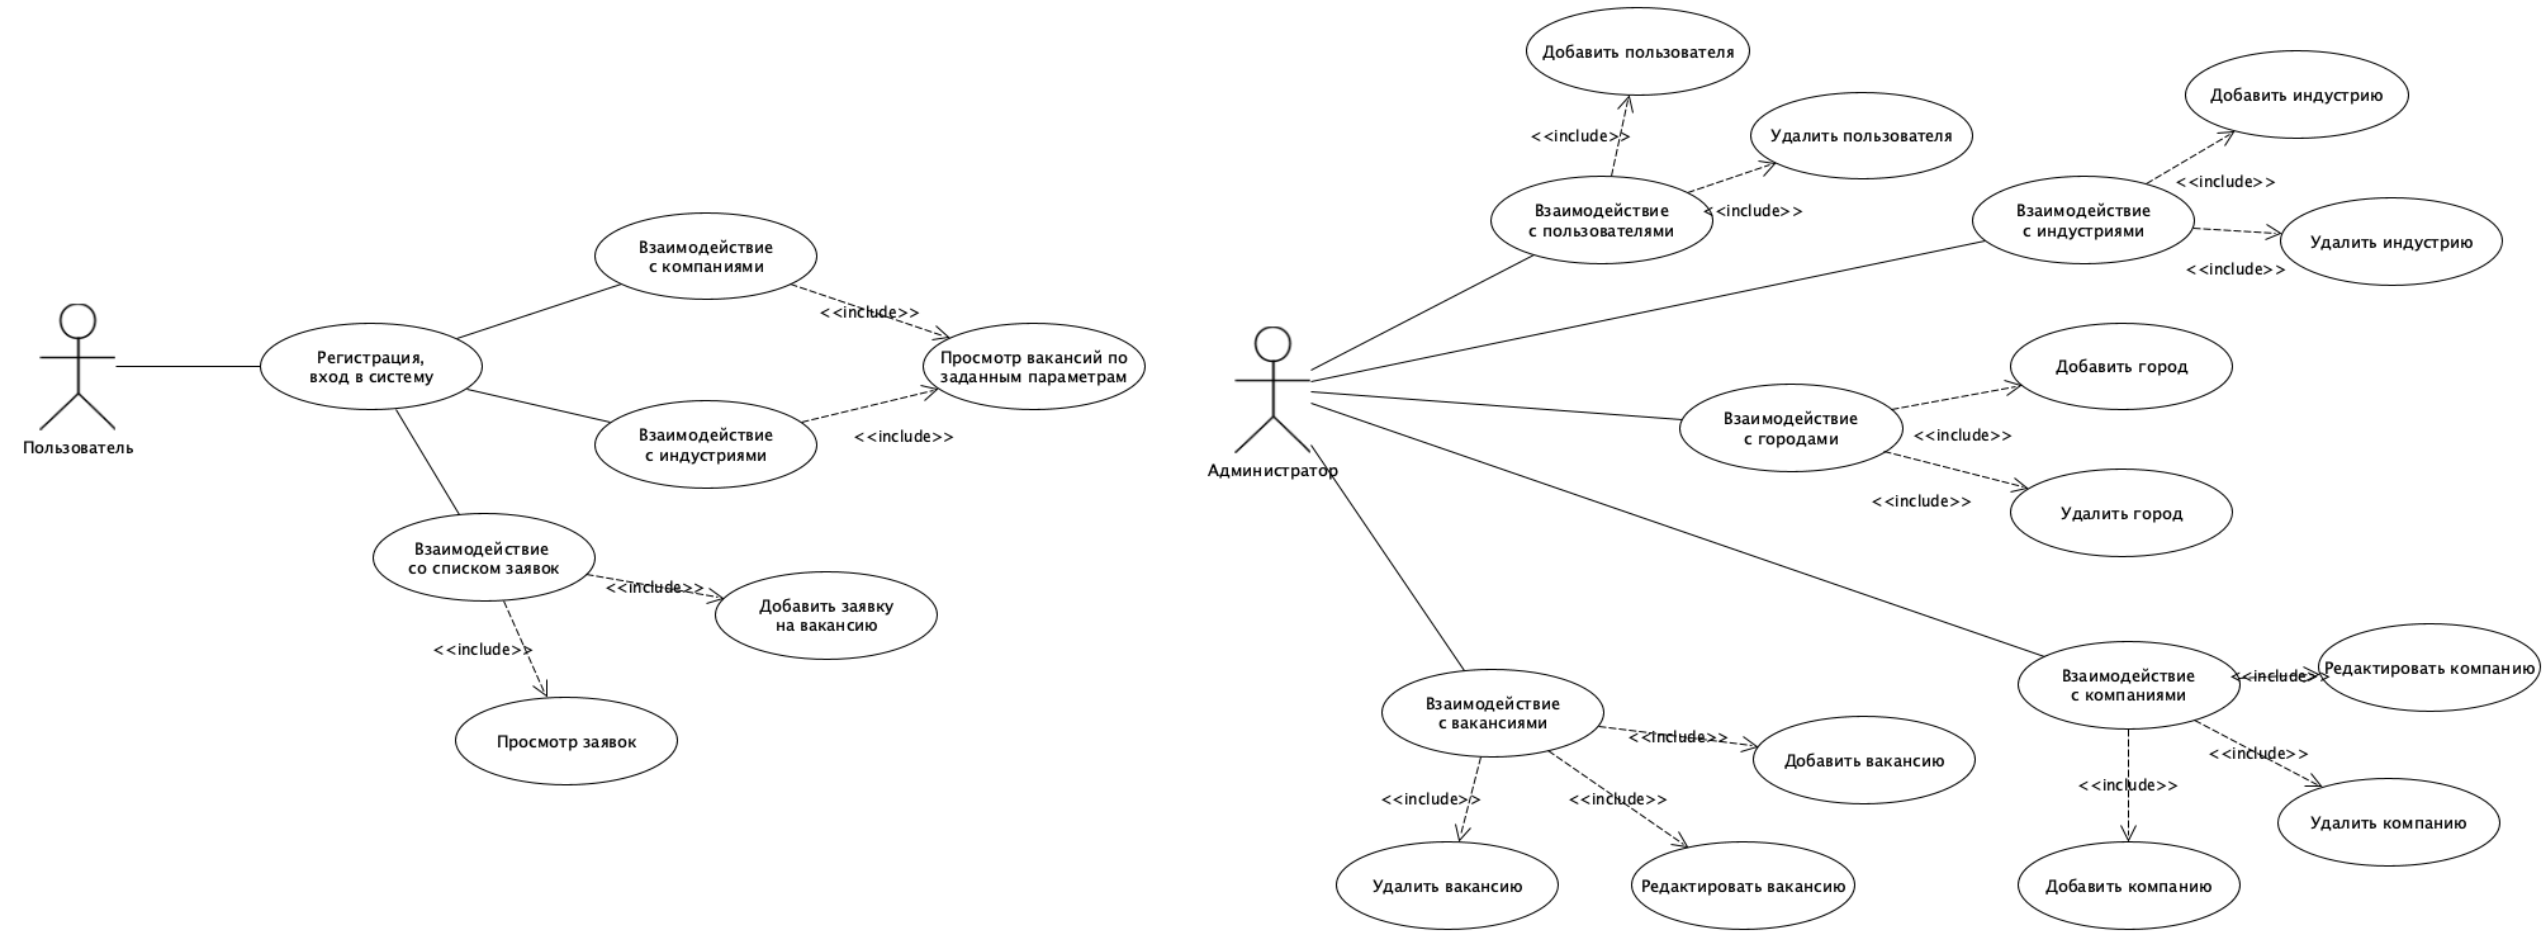 Пользователь
Регистрация,
вход в систему
Взаимодействие
с компаниями
<<include>>
Просмотр вакансий по
заданным параметрам
Взаимодействие
с индустриями
<<include>>
Взаимодействие
со списком заявок
<<include>>
Добавить заявку
на вакансию
<<include>>
Просмотр заявок
Администратор
Добавить пользователя
<<include>>
Удалить пользователя
Взаимодействие
с пользователями
<<include>>
Добавить индустрию
<<include>>
Взаимодействие
с индустриями
Удалить индустрию
<<include>>
Добавить город
Взаимодействие
с городами
<<include>>
<<include>>
Удалить город
Взаимодействие
с компаниями
<<include>>
Редактировать компанию
<<include>>
<<include>>
Удалить компанию
Добавить компанию
Взаимодействие
с вакансиями
<<include>>
Добавить вакансию
<<include>>
<<include>>
Удалить вакансию
Редактировать вакансию